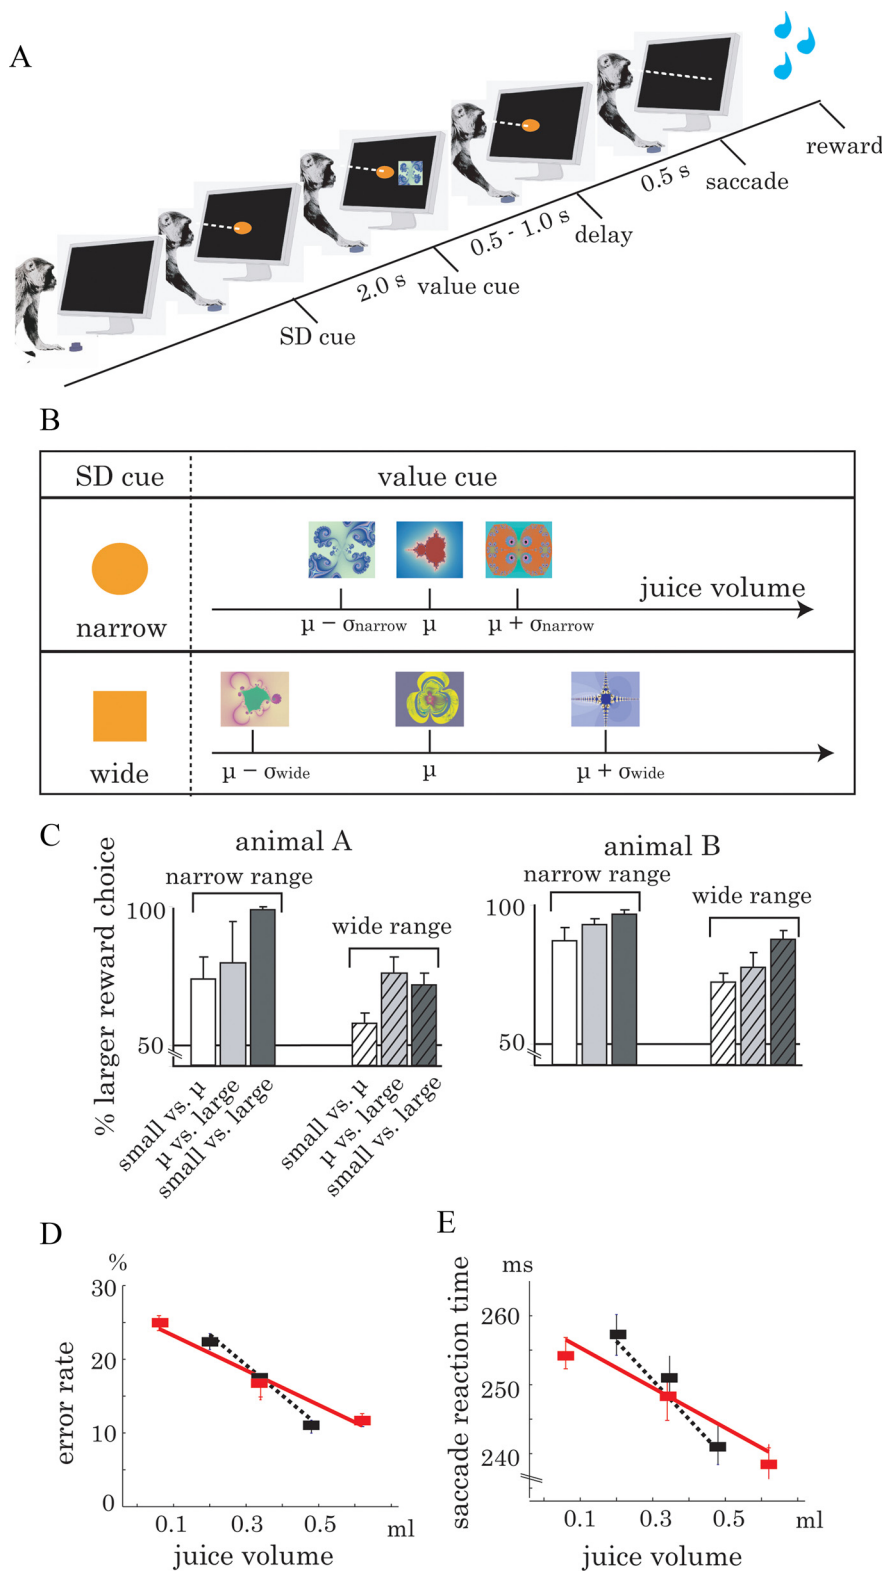 A
reward
0.5 s
saccade
0.5 - 1.0 s
delay
2.0 s
value cue
SD cue
B
SD cue
value cue
narrow
juice volume
μ − σnarrow
μ
μ + σnarrow
wide
μ − σwide
μ
μ + σwide
C
% larger reward choice
animal A
narrow range
wide range
100
50
small vs. μ
μ vs. large
small vs. large
small vs. μ
μ vs. large
small vs. large
animal B
narrow range
wide range
100
50
D
%
error rate
30
20
10
0
0.1
0.3
0.5
ml
juice volume
E
ms
saccade reaction time
260
250
240
0.1
0.3
0.5
ml
juice volume